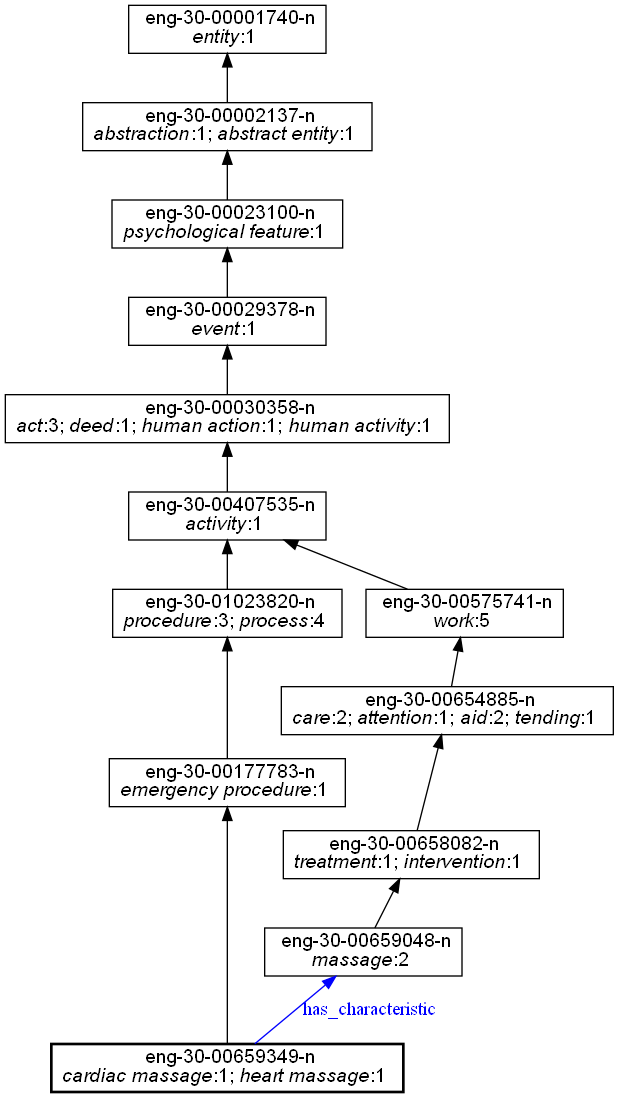 eng-30-00001740-n
entity:1
eng-30-00002137-n
abstraction:1; abstract entity:1
eng-30-00023100-n
psychological feature:1
eng-30-00029378-n
event:1
eng-30-00030358-n
act:3; deed:1; human action:1; human activity:1
eng-30-00407535-n
activity:1
eng-30-01023820-n
procedure:3; process:4
eng-30-00575741-n
work:5
eng-30-00654885-n
care:2; attention:1; aid:2; tending:1
eng-30-00177783-n
emergency procedure:1
eng-30-00658082-n
treatment:1; intervention:1
eng-30-00659048-n
massage:2
has_characteristic
eng-30-00659349-n
cardiac massage:1; heart massage:1